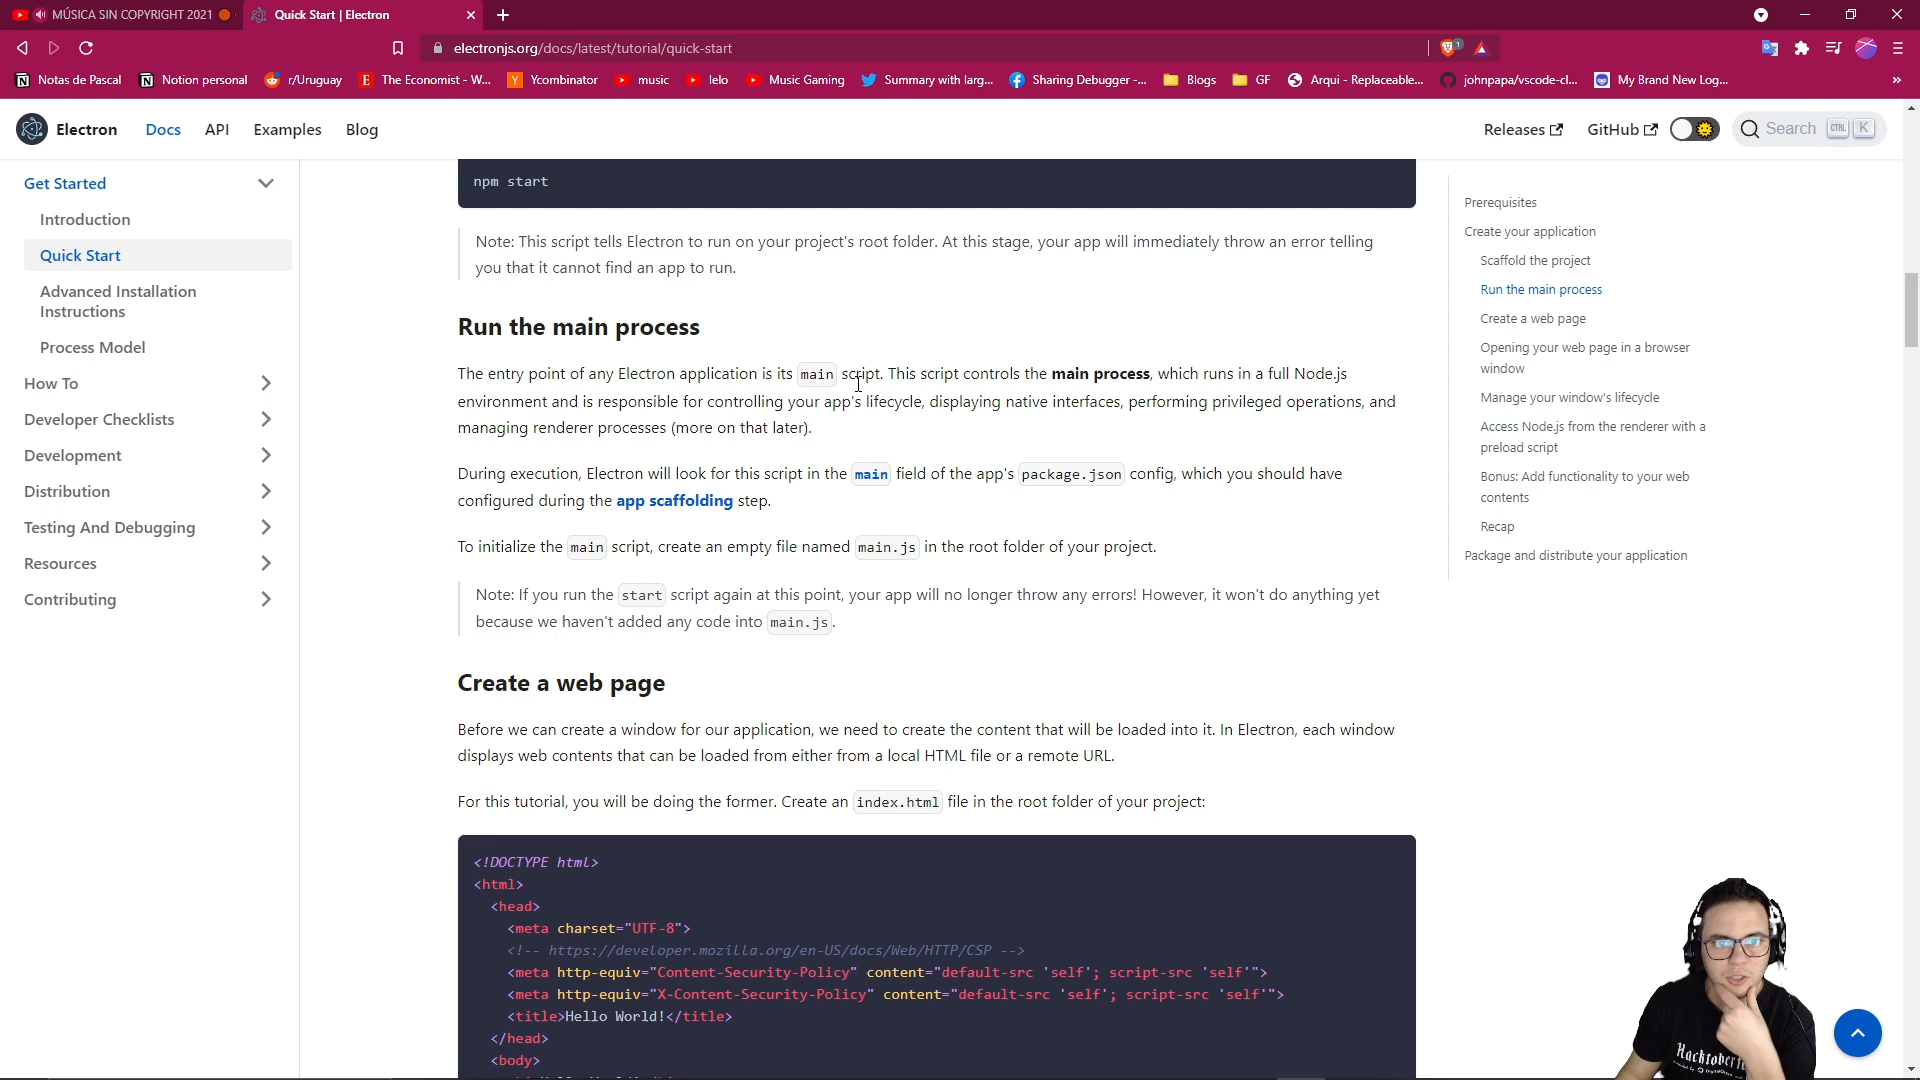 MÚSICA SIN COPYRIGHT 2021
Quick Start | Electron
electronjs.org/docs/latest/tutorial/quick-start
1
Notas de Pascal
Notion personal
r/Uruguay
The Economist - W...
Ycombinator
music
lelo
Music Gaming
Summary with larg...
Sharing Debugger -...
Blogs
GF
Arqui - Replaceable...
johnpapa/vscode-cl...
My Brand New Log...
Electron
Docs
API
Examples
Blog
Releases
GitHub
Search
CTRL
K
Get Started
Introduction
Quick Start
Advanced Installation
Instructions
Process Model
How To
Developer Checklists
Development
Distribution
Testing And Debugging
Resources
Contributing
npm start
Note: This script tells Electron to run on your project's root folder. At this stage, your app will immediately throw an error telling
you that it cannot find an app to run.
Run the main process
The entry point of any Electron application is its main script. This script controls the main process, which runs in a full Node.js
environment and is responsible for controlling your app's lifecycle, displaying native interfaces, performing privileged operations, and
managing renderer processes (more on that later).
During execution, Electron will look for this script in the main field of the app's package.json config, which you should have
configured during the app scaffolding step.
To initialize the main script, create an empty file named main.js in the root folder of your project.
Note: If you run the start script again at this point, your app will no longer throw any errors! However, it won't do anything yet
because we haven't added any code into main.js.
Create a web page
Before we can create a window for our application, we need to create the content that will be loaded into it. In Electron, each window
displays web contents that can be loaded from either from a local HTML file or a remote URL.
For this tutorial, you will be doing the former. Create an index.html file in the root folder of your project:
<!DOCTYPE html>
<html>
<head>
<meta charset="UTF-8">
<!-- https://developer.mozilla.org/en-US/docs/Web/HTTP/CSP -->
<meta http-equiv="Content-Security-Policy" content="default-src 'self'; script-src 'self'">
<meta http-equiv="X-Content-Security-Policy" content="default-src 'self'; script-src 'self'">
<title>Hello World!</title>
</head>
<body>
Prerequisites
Create your application
Scaffold the project
Run the main process
Create a web page
Opening your web page in a browser
window
Manage your window's lifecycle
Access Node.js from the renderer with a
preload script
Bonus: Add functionality to your web
contents
Recap
Package and distribute your application